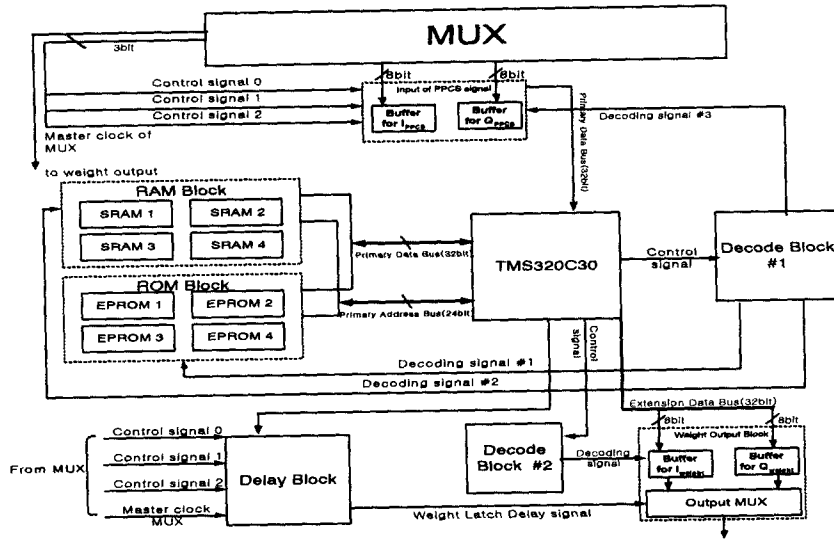 MUX
3bit
8bit
8bit
Control signal 0
Control signal 1
Control signal 2
Input of PPCS signal
Buffer
for I_PPCS
Buffer
for Q_PPCS
Primary Data Bus(32bit)
Decoding signal #3
Master clock of
MUX
to weight output
RAM Block
SRAM 1
SRAM 2
SRAM 3
SRAM 4
ROM Block
EPROM 1
EPROM 2
EPROM 3
EPROM 4
Primary Data Bus(32bit)
Primary Address Bus(24bit)
TMS320C30
Control
signal
Decode Block
#1
Control
signal
Decoding signal #1
Decoding signal #2
Extension Data Bus(32bit)
8bit
8bit
Control signal 0
Control signal 1
Control signal 2
Master clock
MUX
From MUX
Delay Block
Decode
Block #2
Decoding
signal
Weight Output Block
Buffer
for I_weight
Buffer
for Q_weight
Output MUX
Weight Latch Delay signal